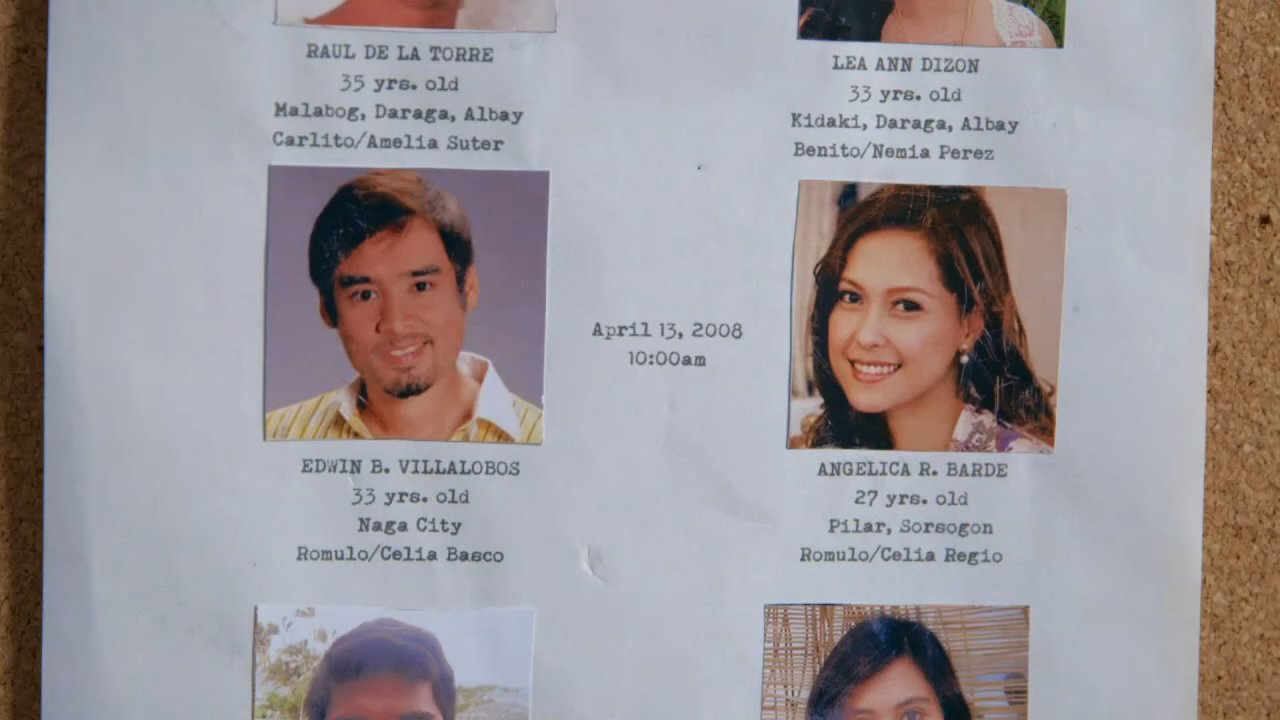 RAUL DE LA TORRE
35 yrs. old
Malabog, Daraga, Albay
Carlito/Amelia Suter
LEA ANN DIZON
33 yrs. old
Kidaki, Daraga, Albay
Benito/Nemia Perez
April 13, 2008
10:00am
EDWIN B. VILLALOBOS
33 yrs. old
Naga City
Romulo/Celia Basco
ANGELICA R. BARDE
27 yrs. old
Pilar, Sorsogon
Romulo/Celia Regio